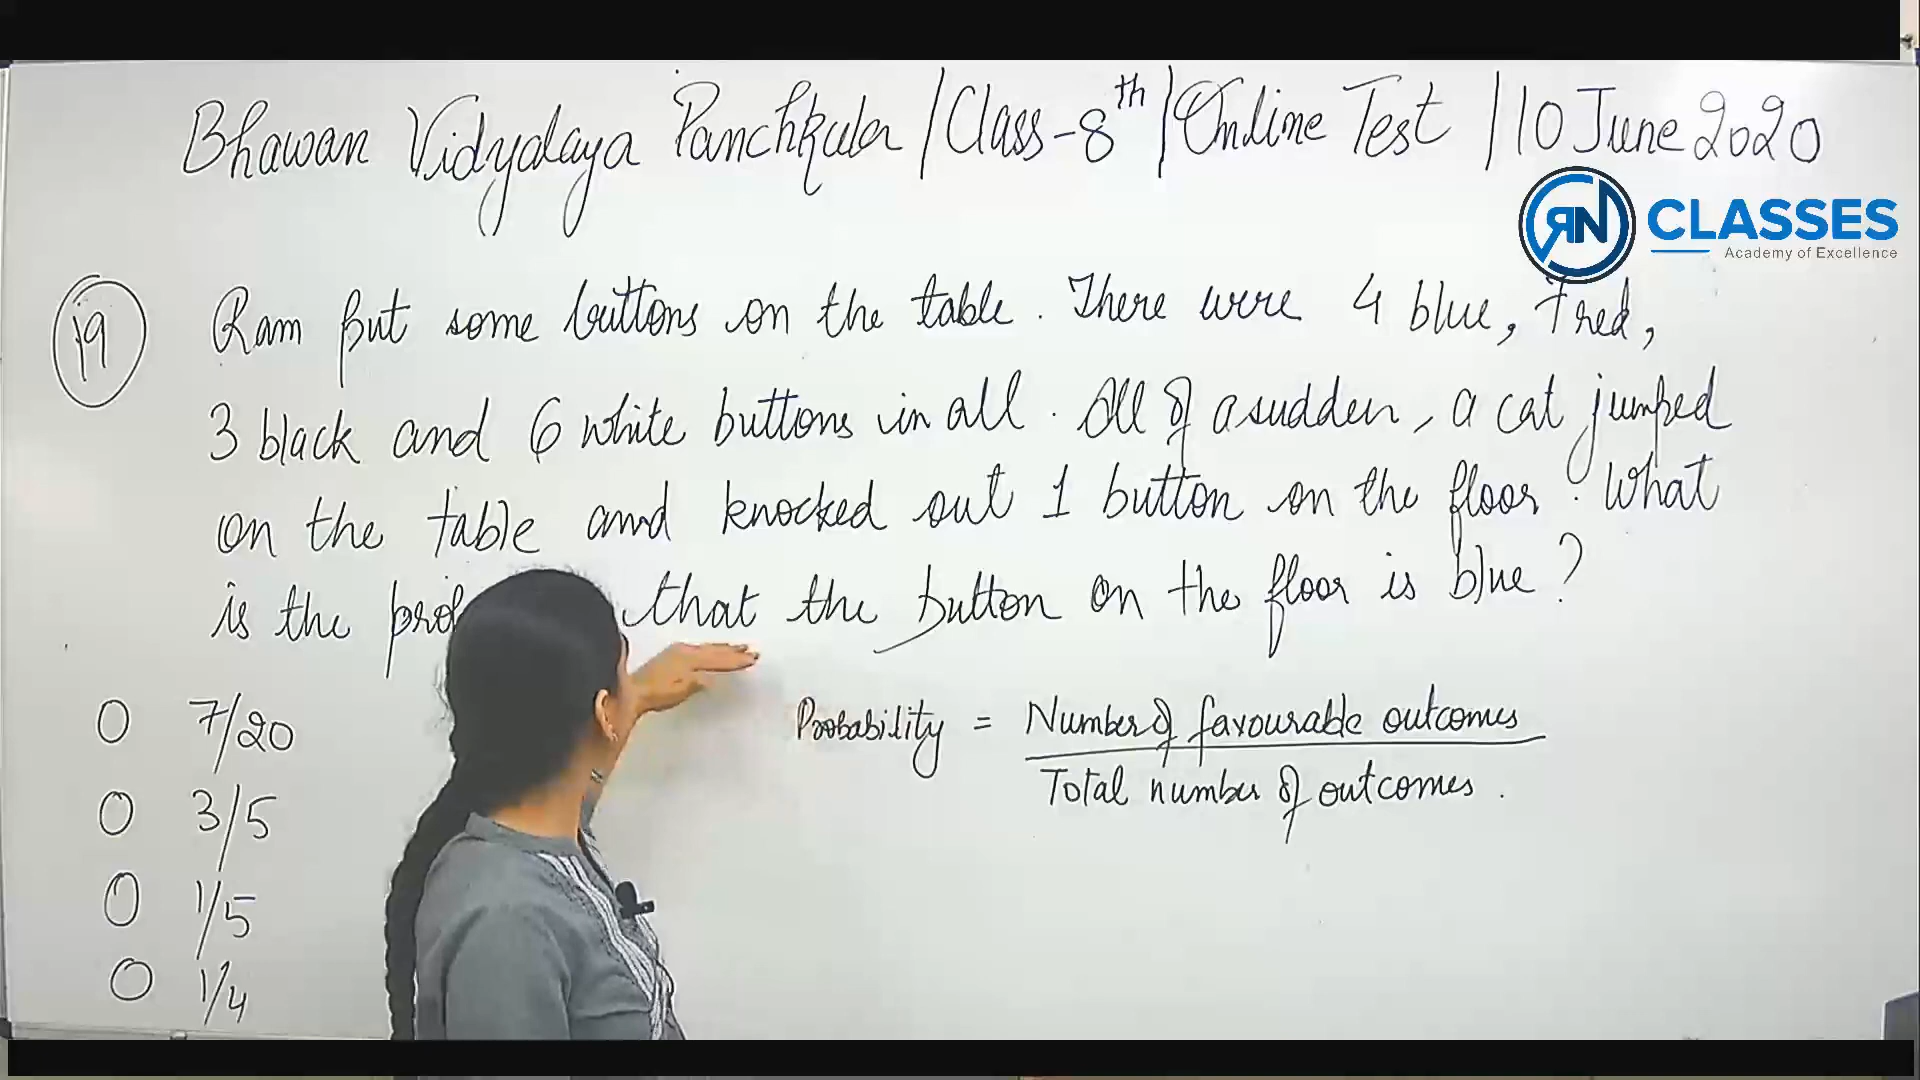 Bhawan Vidyalaya Panchkula / Class-8th / Online Test / 10 June 2020
RN CLASSES
Academy of Excellence
19
Ram put some buttons on the table. There were 4 blue, 7 red,
3 black and 6 white buttons in all. All of a sudden, a cat jumped
on the table and knocked out 1 button on the floor. What
is the that the button on the floor is blue?
Probability = Number of favourable outcomes
Total number of outcomes.
O 7/20
O 3/5
O 1/5
O 1/4